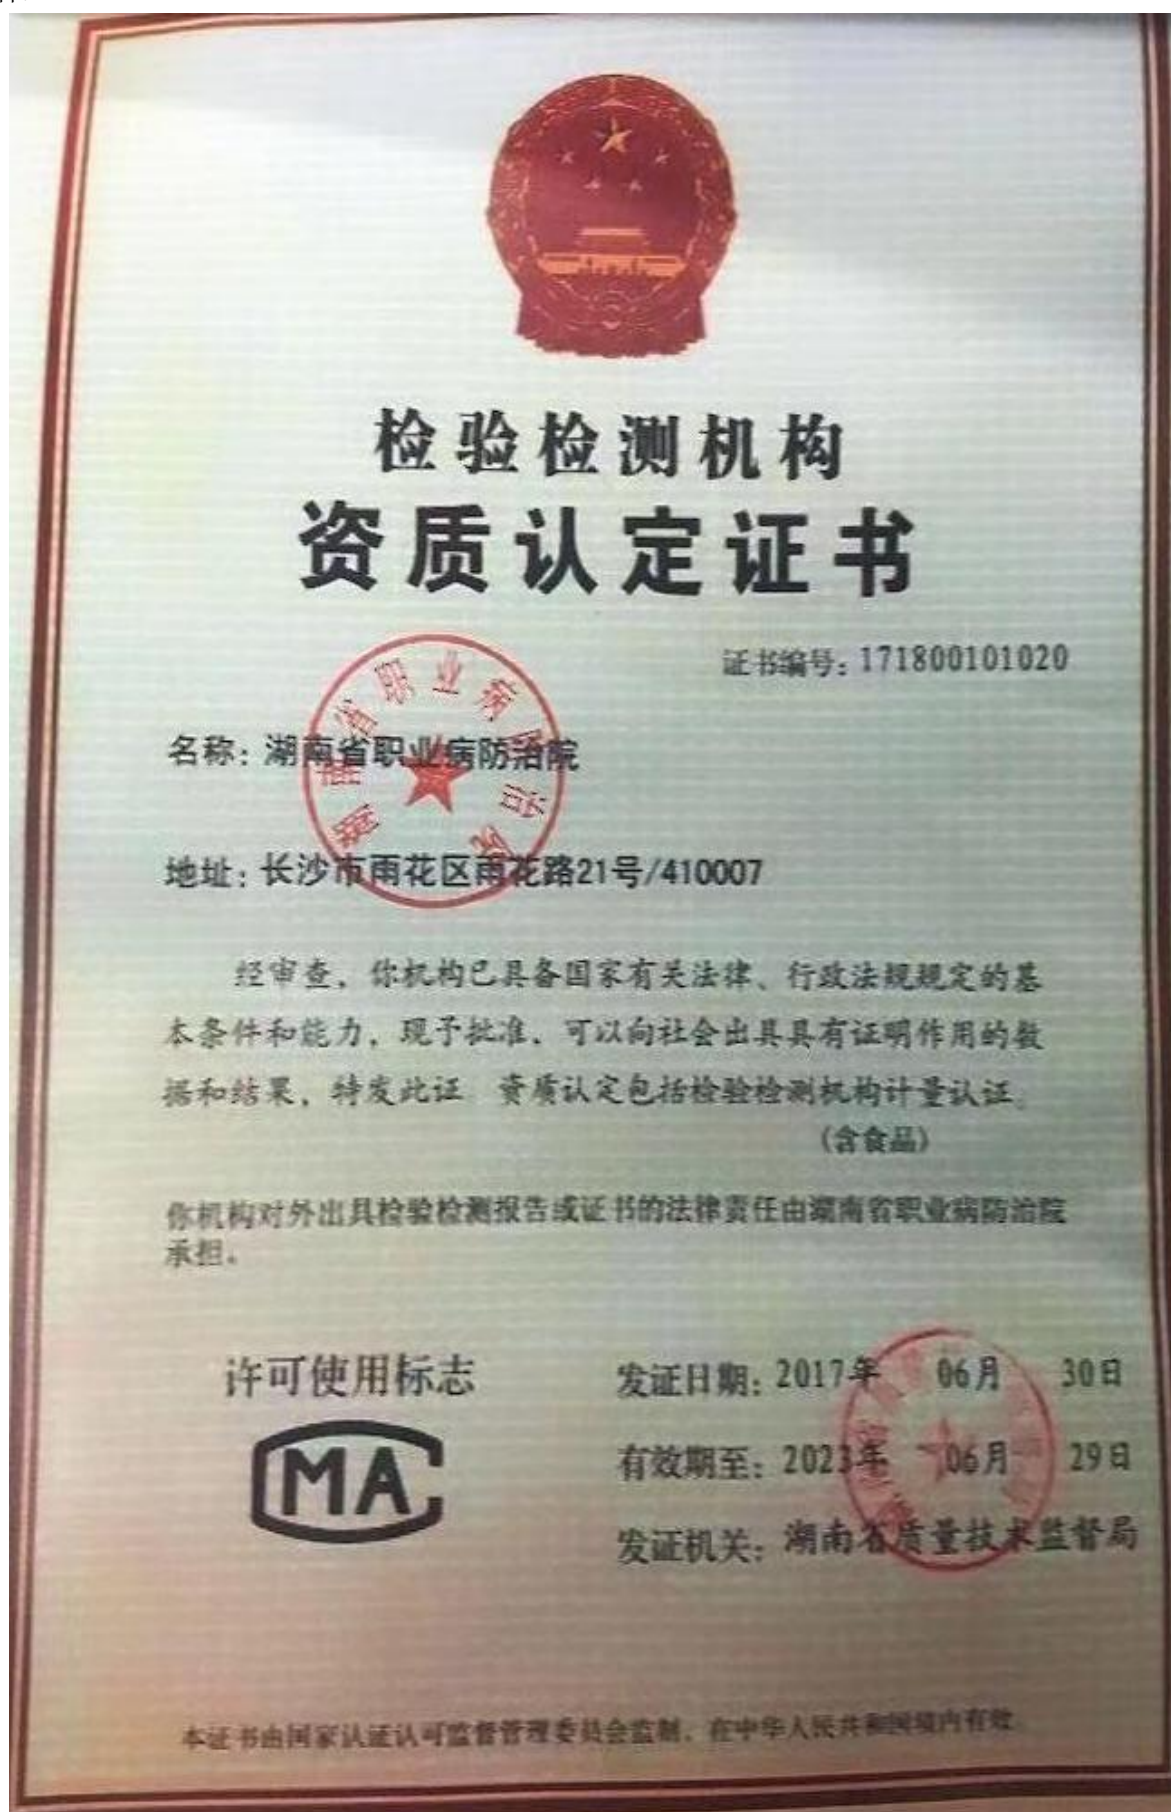 检验检测机构
资质认定证书
证书编号:171800101020
名称:湖南省职业病防治院
湖南省职业病防治院
地址:长沙市雨花区雨花路21号/410007
经审查,你机构已具备国家有关法律、行政法规规定的基
本条件和能力,现予批准,可以向社会出具具有证明作用的数
据和结果,特发此证 资质认定包括检验检测机构计量认证。
(含食品)
你机构对外出具检验检测报告或证书的法律责任由湖南省职业病防治院
承担。
许可使用标志
MA
发证日期:2017年 06月 30日
有效期至:2023年 06月 29日
发证机关:湖南省质量技术监督局
本证书由国家认证认可监督管理委员会监制,在中华人民共和国境内有效